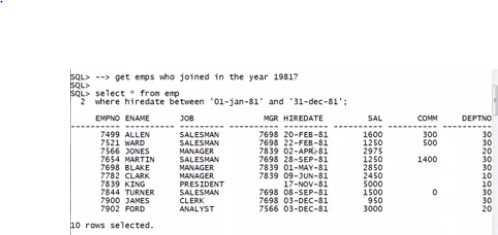 SQL> --> get emps who joined in the year 1981?
SQL>
SQL> select * from emp
  2  where hiredate between '01-jan-81' and '31-dec-81';
EMPNO ENAME JOB MGR HIREDATE SAL COMM DEPTNO
7499 ALLEN SALESMAN 7698 20-FEB-81 1600 300 30
7521 WARD SALESMAN 7698 22-FEB-81 1250 500 30
7566 JONES MANAGER 7839 02-APR-81 2975 20
7654 MARTIN SALESMAN 7698 28-SEP-81 1250 1400 30
7698 BLAKE MANAGER 7839 01-MAY-81 2850 30
7782 CLARK MANAGER 7839 09-JUN-81 2450 10
7839 KING PRESIDENT 17-NOV-81 5000 10
7844 TURNER SALESMAN 7698 08-SEP-81 1500 0 30
7900 JAMES CLERK 7698 03-DEC-81 950 30
7902 FORD ANALYST 7566 03-DEC-81 3000 20
10 rows selected.